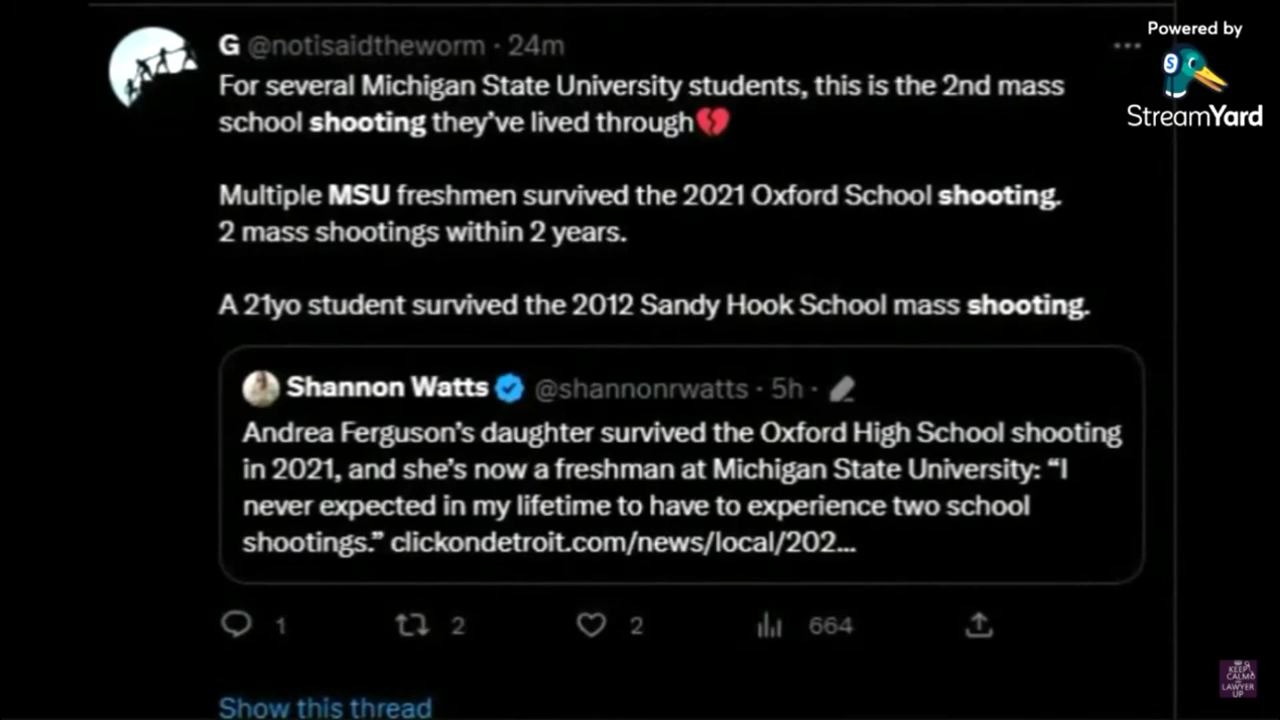 G @notisaidtheworm · 24m
Powered by
StreamYard
For several Michigan State University students, this is the 2nd mass
school shooting they’ve lived through💔
Multiple MSU freshmen survived the 2021 Oxford School shooting.
2 mass shootings within 2 years.
A 21yo student survived the 2012 Sandy Hook School mass shooting.
Shannon Watts @shannonrwatts · 5h ·
Andrea Ferguson’s daughter survived the Oxford High School shooting
in 2021, and she’s now a freshman at Michigan State University: “I
never expected in my lifetime to have to experience two school
shootings.” clickondetroit.com/news/local/202...
1 2 2 664
Show this thread
KEEP
CALM
LAWYER
UP